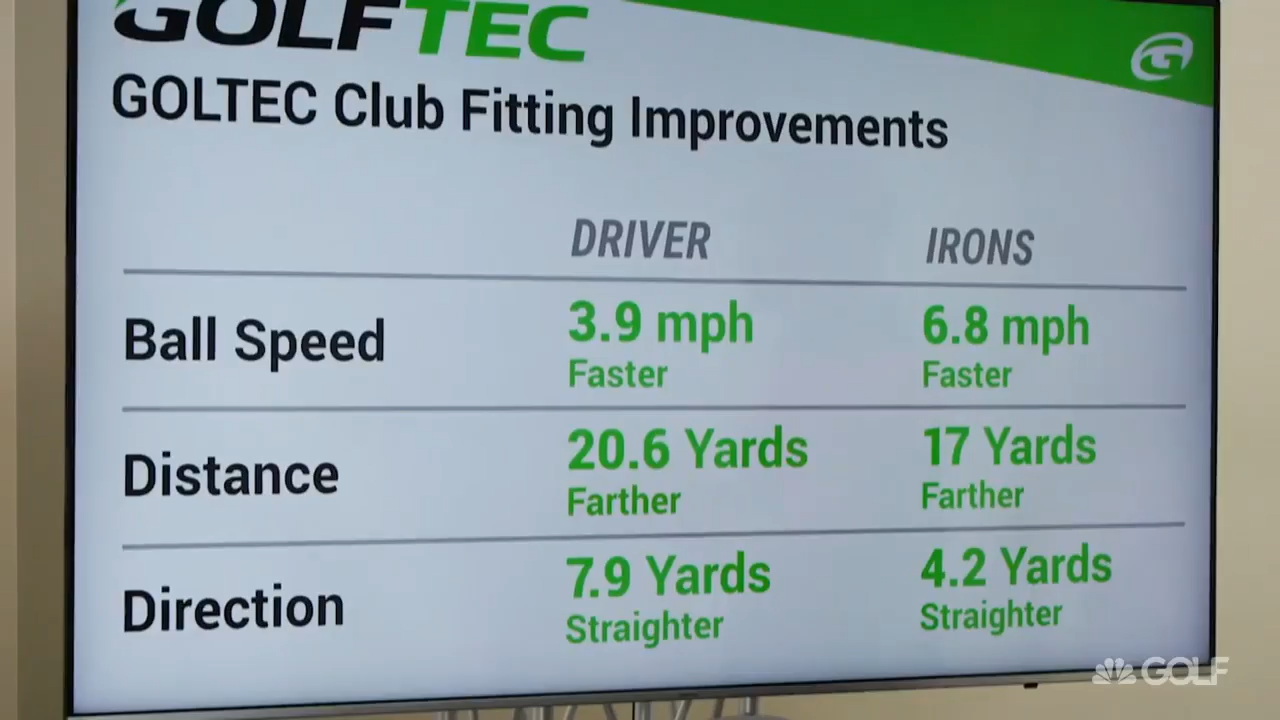 GOLFTEC
GOLTEC Club Fitting Improvements
DRIVER IRONS
Ball Speed 3.9 mph 6.8 mph
Faster Faster
Distance 20.6 Yards 17 Yards
Farther Farther
Direction 7.9 Yards 4.2 Yards
Straighter Straighter
GOLF